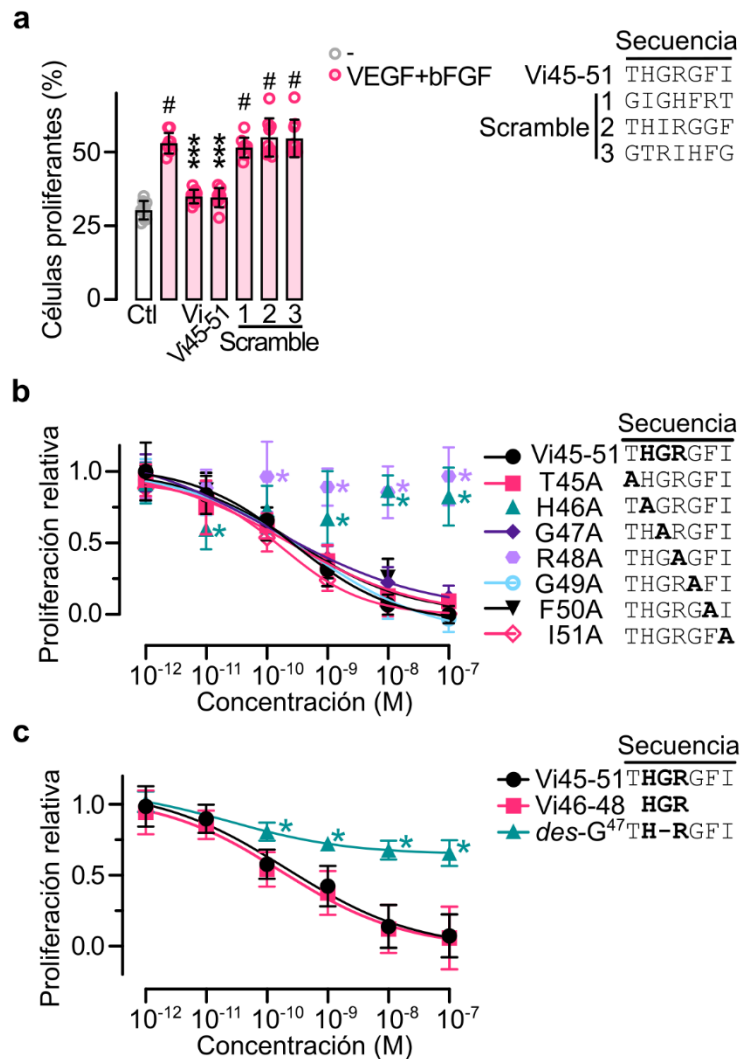 a
-
VEGF+bFGF
Células proliferantes (%)
50
25
0
#
***
***
#
#
#
Ctl
Vi
Vi45-51
1
2
3
Scramble
Secuencia
Vi45-51 THGRGFI
1 GIGHFRT
Scramble 2 THIRGGF
3 GTRIHFG
b
Proliferación relativa
1.0
0.5
0.0
*
*
*
*
*
*
*
*
10-12
10-11
10-10
10-9
10-8
10-7
Concentración (M)
Secuencia
Vi45-51 THGRGFI
T45A AHGRGFI
H46A TAGRGFI
G47A THARGFI
R48A THGAGFI
G49A THGRAFI
F50A THGRGAI
I51A THGRGFA
c
Proliferación relativa
1.0
0.5
0.0
*
*
*
*
10-12
10-11
10-10
10-9
10-8
10-7
Concentración (M)
Secuencia
Vi45-51 THGRGFI
Vi46-48 HGR
des-G47 TH-RGFI